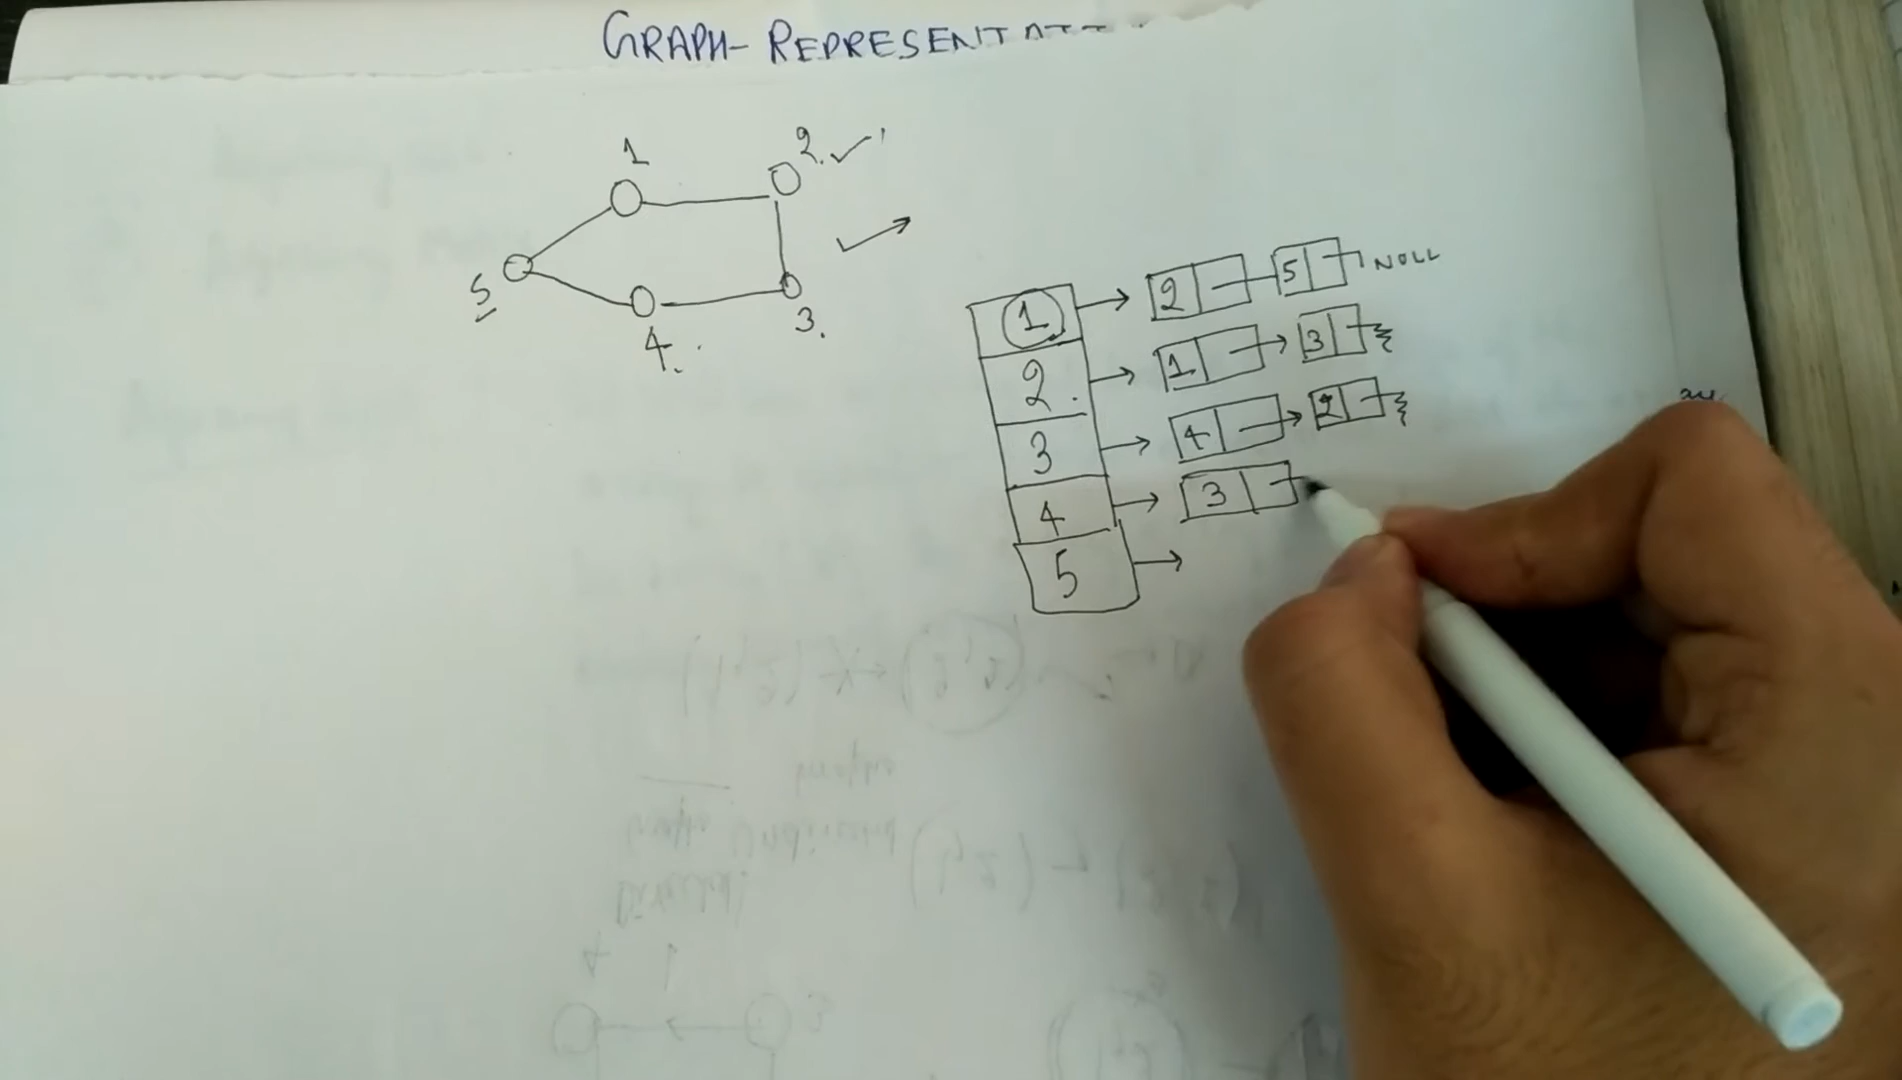 GRAPH-REPRESENTAT
1
2.
5
4.
3.
1 2 5 NULL
2. 1 3
3 4 2
4 3
5